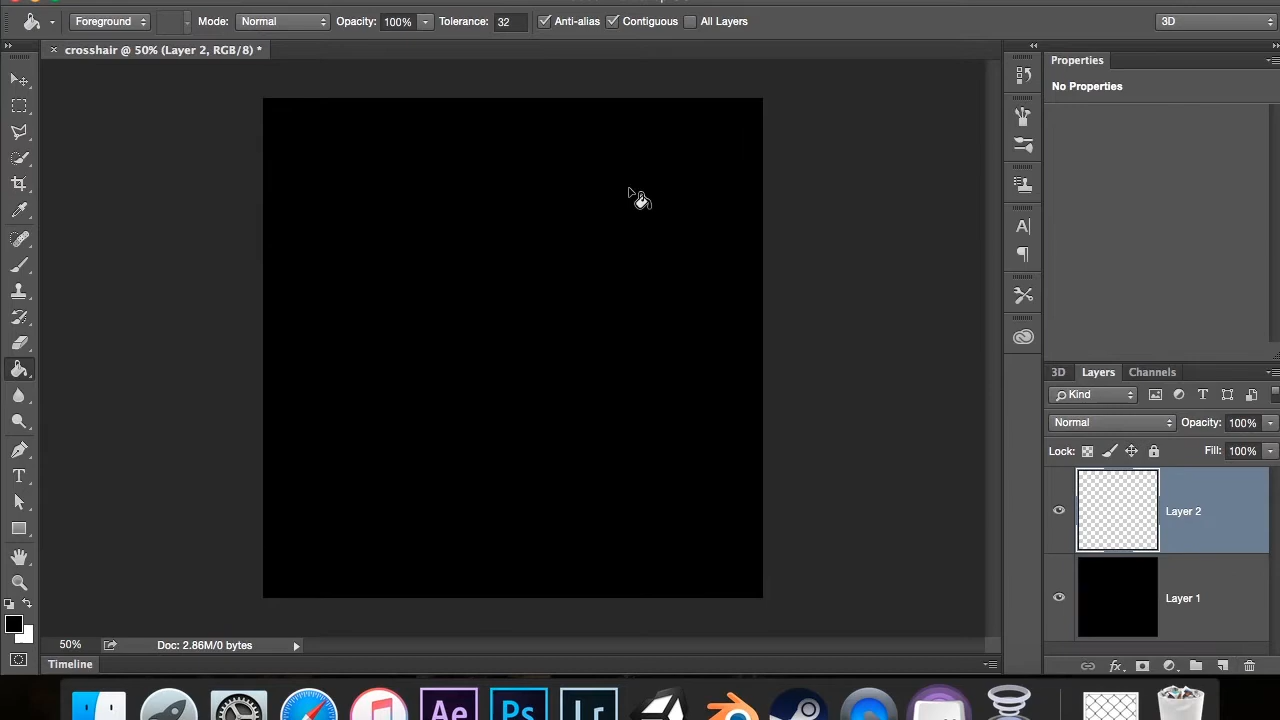 Foreground Mode: Normal Opacity: 100% Tolerance: 32 Anti-alias Contiguous All Layers 3D
crosshair @ 50% (Layer 2, RGB/8) *
Properties
No Properties
3D Layers Channels
Kind
Normal Opacity: 100%
Lock: Fill: 100%
Layer 2
Layer 1
50% Doc: 2.86M/0 bytes
Timeline
Ae Ps Lr